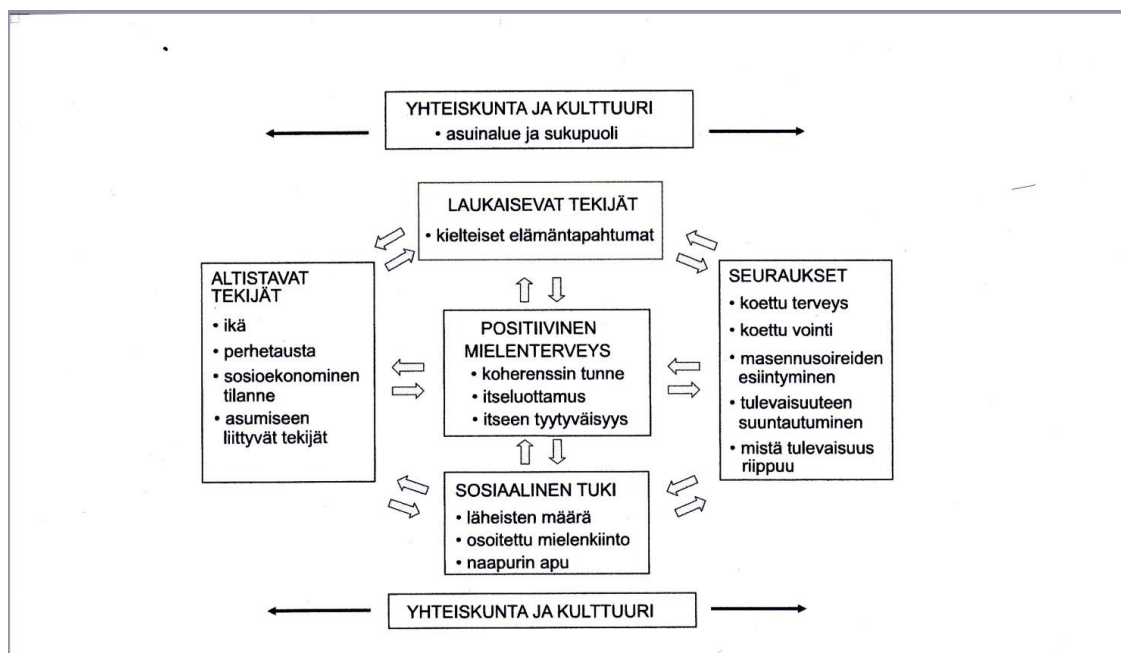 YHTEISKUNTA JA KULTTUURI
• asuinalue ja sukupuoli
LAUKAISEVAT TEKIJÄT
• kielteiset elämäntapahtumat
ALTISTAVAT
TEKIJÄT
• ikä
• perhetausta
• sosioekonominen
tilanne
• asumiseen
liittyvät tekijät
POSITIIVINEN
MIELENTERVEYS
• koherenssin tunne
• itseluottamus
• itseen tyytyväisyys
SEURAUKSET
• koettu terveys
• koettu vointi
• masennusoireiden
esiintyminen
• tulevaisuuteen
suuntautuminen
• mistä tulevaisuus
riippuu
SOSIAALINEN TUKI
• läheisten määrä
• osoitettu mielenkiinto
• naapurin apu
YHTEISKUNTA JA KULTTUURI